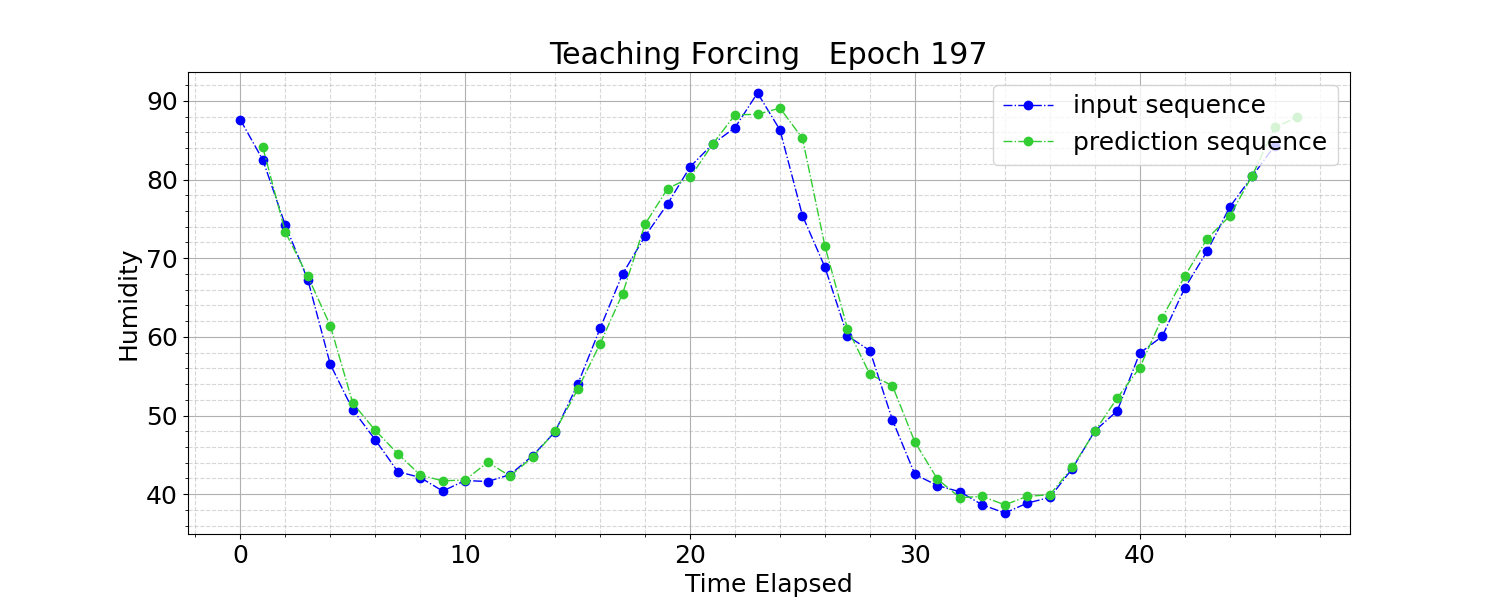 Teaching Forcing   Epoch 197
input sequence
prediction sequence
Humidity
90
80
70
60
50
40
0 10 20 30 40
Time Elapsed